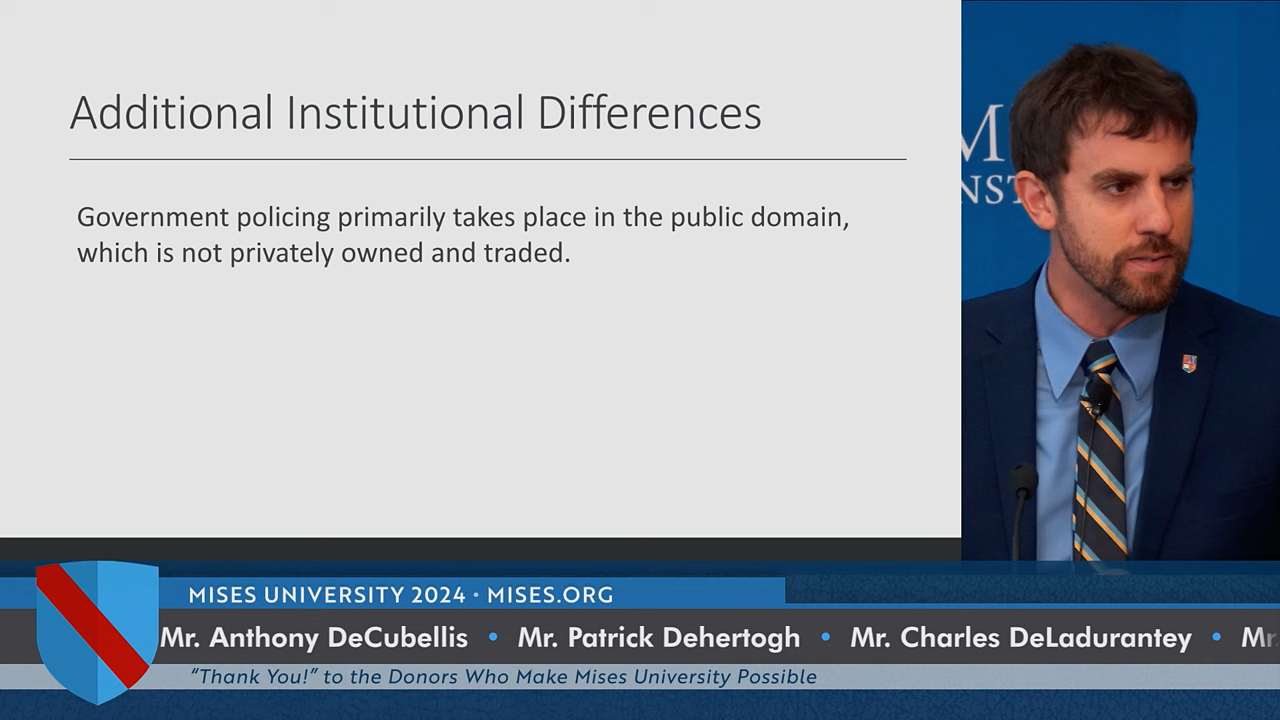 Additional Institutional Differences
Government policing primarily takes place in the public domain,
which is not privately owned and traded.
M
NST
MISES UNIVERSITY 2024 • MISES.ORG
Mr. Anthony DeCubellis • Mr. Patrick Dehertogh • Mr. Charles DeLadurantey • Mr.
“Thank You!” to the Donors Who Make Mises University Possible